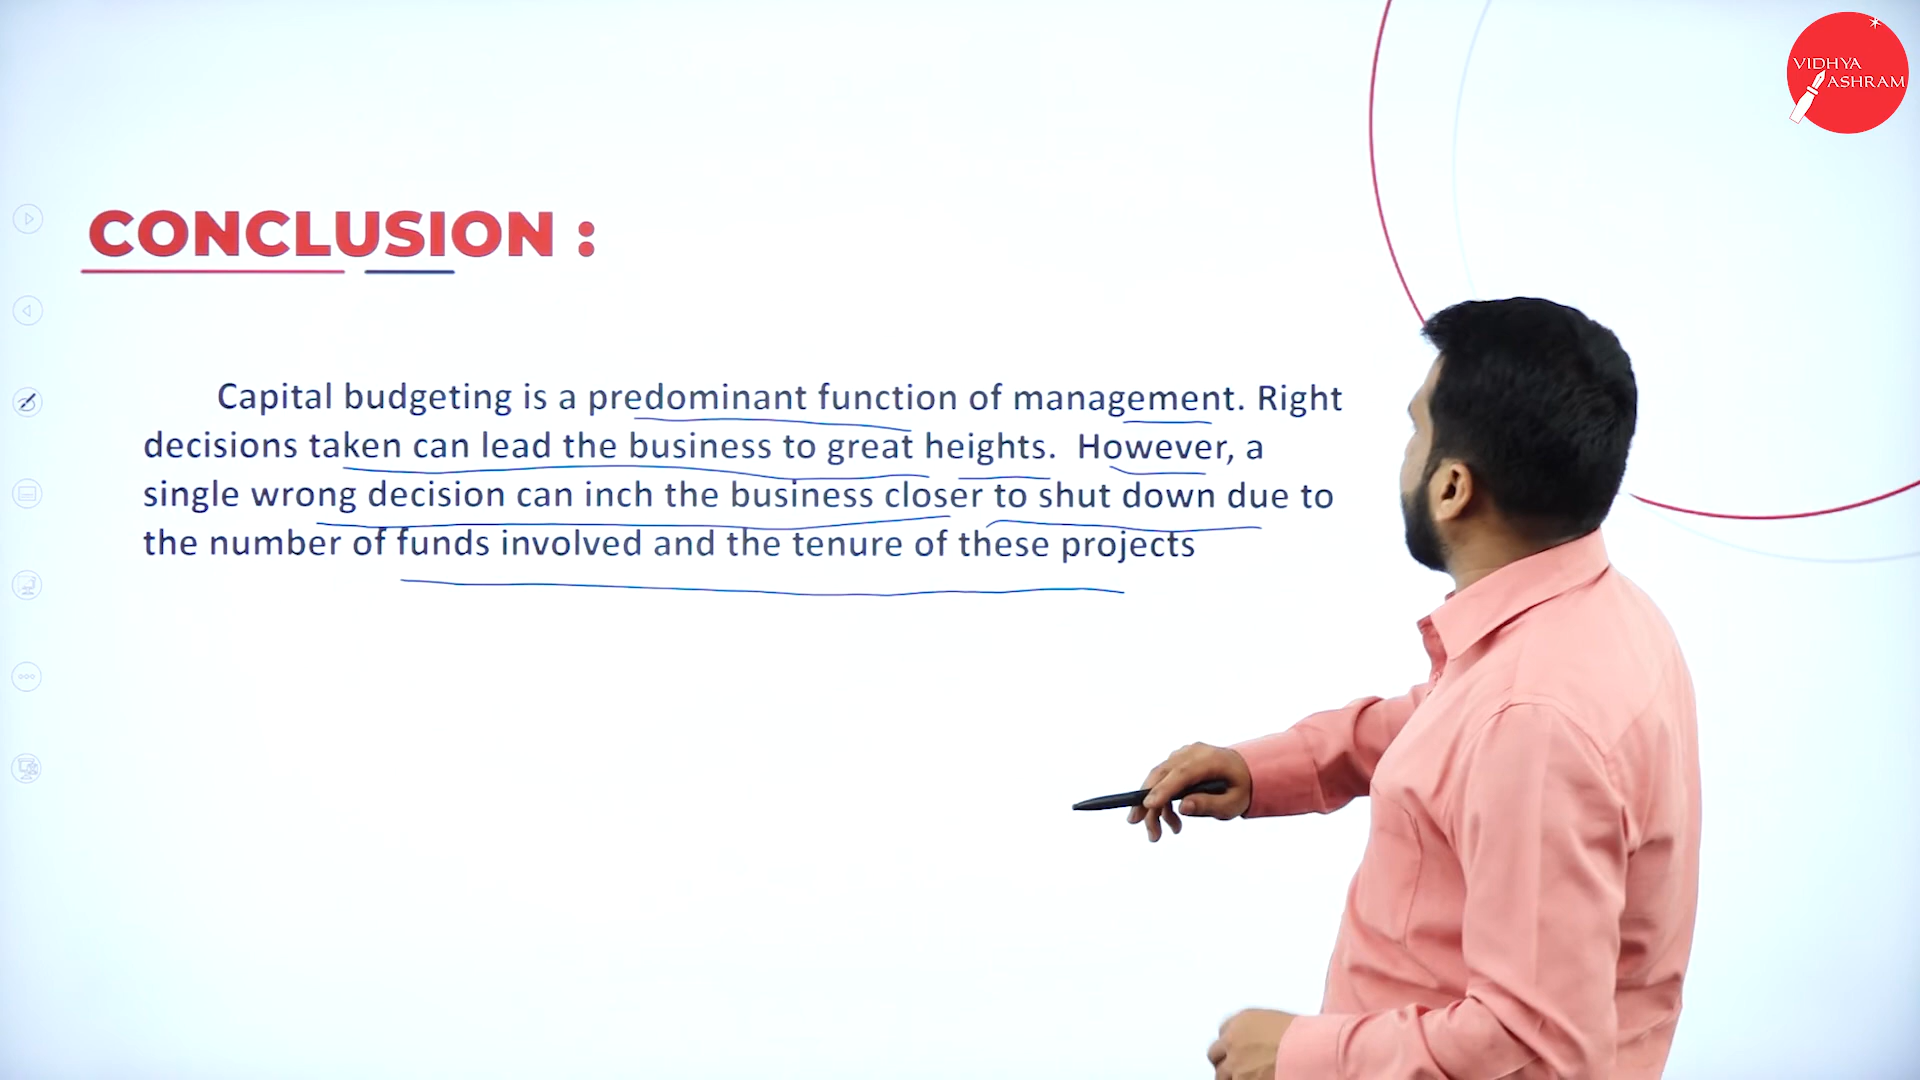 VIDHYA
ASHRAM
CONCLUSION :
Capital budgeting is a predominant function of management. Right
decisions taken can lead the business to great heights. However, a
single wrong decision can inch the business closer to shut down due to
the number of funds involved and the tenure of these projects